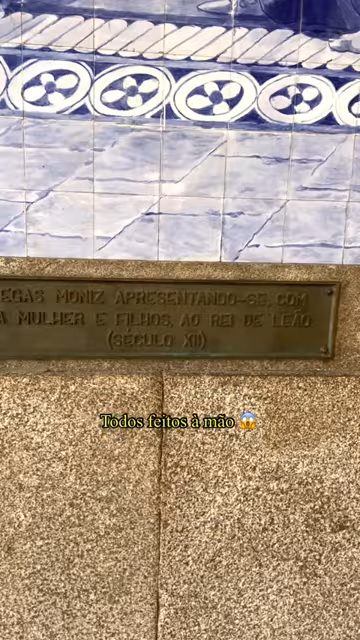 EGAS MONIZ APRESENTANDO-SE, COM
A MULHER E FILHOS, AO REI DE LEÃO
(SÉCULO XII)
Todos feitos à mão 😱